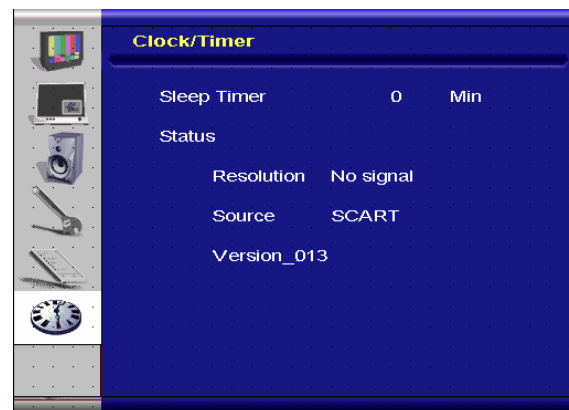 Clock/Timer
Sleep Timer 0 Min
Status
Resolution No signal
Source SCART
Version_013